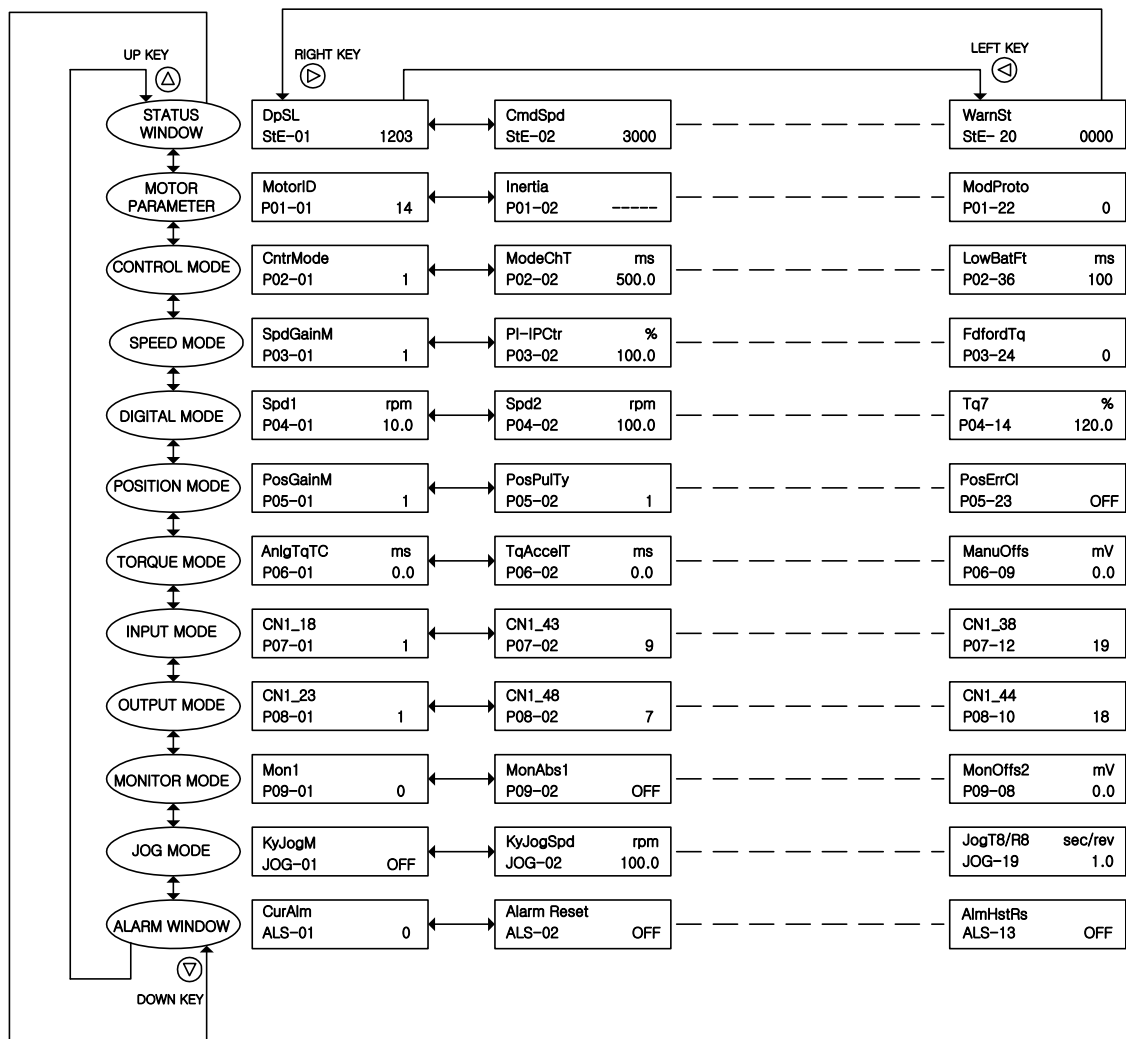 UP KEY
RIGHT KEY
LEFT KEY
STATUS
WINDOW
DpSL
StE-01 1203
CmdSpd
StE-02 3000
WarnSt
StE- 20 0000
MOTOR
PARAMETER
MotorID
P01-01 14
Inertia
P01-02 -----
ModProto
P01-22 0
CONTROL MODE
CntrMode
P02-01 1
ModeChT ms
P02-02 500.0
LowBatFt ms
P02-36 100
SPEED MODE
SpdGainM
P03-01 1
PI-IPCtr %
P03-02 100.0
FdfordTq
P03-24 0
DIGITAL MODE
Spd1 rpm
P04-01 10.0
Spd2 rpm
P04-02 100.0
Tq7 %
P04-14 120.0
POSITION MODE
PosGainM
P05-01 1
PosPulTy
P05-02 1
PosErrCl
P05-23 OFF
TORQUE MODE
AnlgTqTC ms
P06-01 0.0
TqAccelT ms
P06-02 0.0
ManuOffs mV
P06-09 0.0
INPUT MODE
CN1_18
P07-01 1
CN1_43
P07-02 9
CN1_38
P07-12 19
OUTPUT MODE
CN1_23
P08-01 1
CN1_48
P08-02 7
CN1_44
P08-10 18
MONITOR MODE
Mon1
P09-01 0
MonAbs1
P09-02 OFF
MonOffs2 mV
P09-08 0.0
JOG MODE
KyJogM
JOG-01 OFF
KyJogSpd rpm
JOG-02 100.0
JogT8/R8 sec/rev
JOG-19 1.0
ALARM WINDOW
CurAlm
ALS-01 0
Alarm Reset
ALS-02 OFF
AlmHstRs
ALS-13 OFF
DOWN KEY